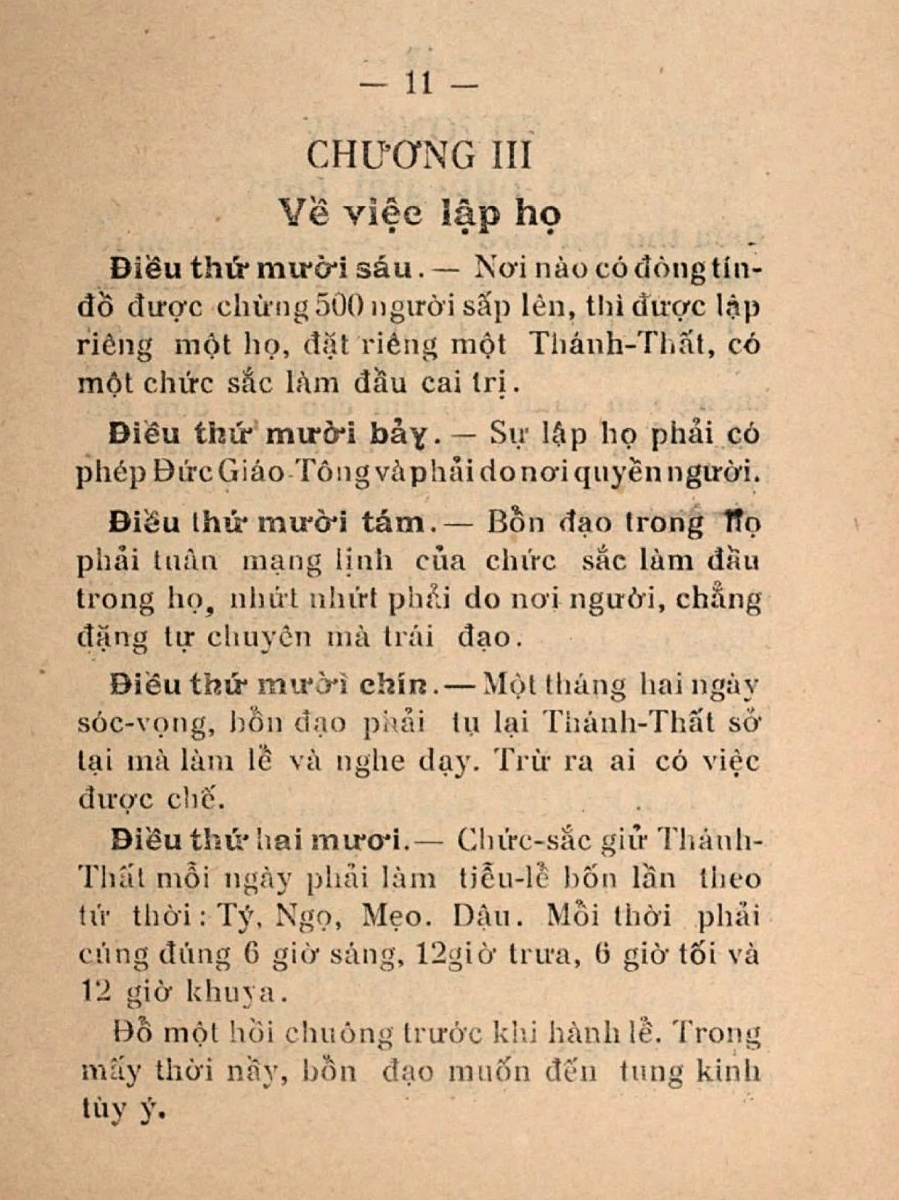 — 11 —
CHƯƠNG III
Về việc lập họ
Điều thứ mười sáu. — Nơi nào có đông tín-
đồ được chừng 500 người sấp lên, thì được lập
riêng một họ, đặt riêng một Thánh-Thất, có
một chức sắc làm đầu cai trị.
Điều thứ mười bảy. — Sự lập họ phải có
phép Đức Giáo-Tông và phải do nơi quyền người.
Điều thứ mười tám. — Bổn đạo trong Họ
phải tuân mạng lịnh của chức sắc làm đầu
trong họ, nhứt nhứt phải do nơi người, chẳng
đặng tự chuyên mà trái đạo.
Điều thứ mười chín. — Một tháng hai ngày
sóc-vọng, bổn đạo phải tụ lại Thánh-Thất sở
tại mà làm lể và nghe dạy. Trừ ra ai có việc
được chế.
Điều thứ hai mươi. — Chức-sắc giử Thánh-
Thất mỗi ngày phải làm tiễu-lể bốn lần theo
tứ thời : Tý, Ngọ, Mẹo. Dậu. Mỗi thời phải
cúng đúng 6 giờ sáng, 12 giờ trưa, 6 giờ tối và
12 giờ khuya.
Đổ một hồi chuông trước khi hành lể. Trong
mấy thời nầy, bổn đạo muốn đến tụng kinh
tùy ý.